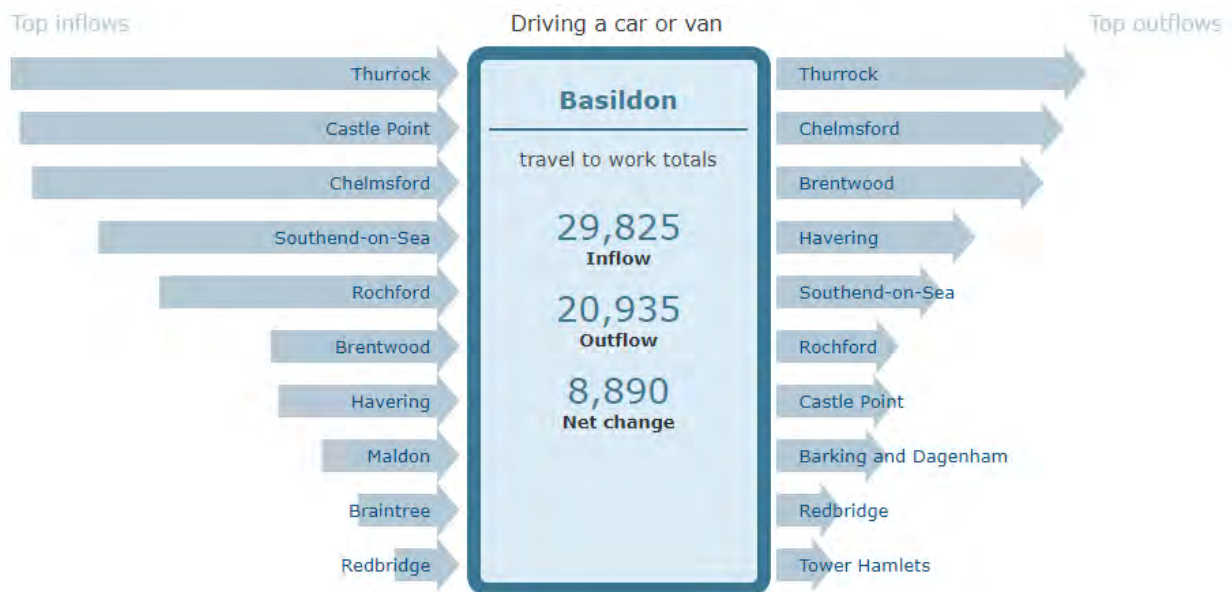 Top inflows
Driving a car or van
Top outflows
Thurrock
Castle Point
Chelmsford
Southend-on-Sea
Rochford
Brentwood
Havering
Maldon
Braintree
Redbridge
Basildon
travel to work totals
29,825
Inflow
20,935
Outflow
8,890
Net change
Thurrock
Chelmsford
Brentwood
Havering
Southend-on-Sea
Rochford
Castle Point
Barking and Dagenham
Redbridge
Tower Hamlets